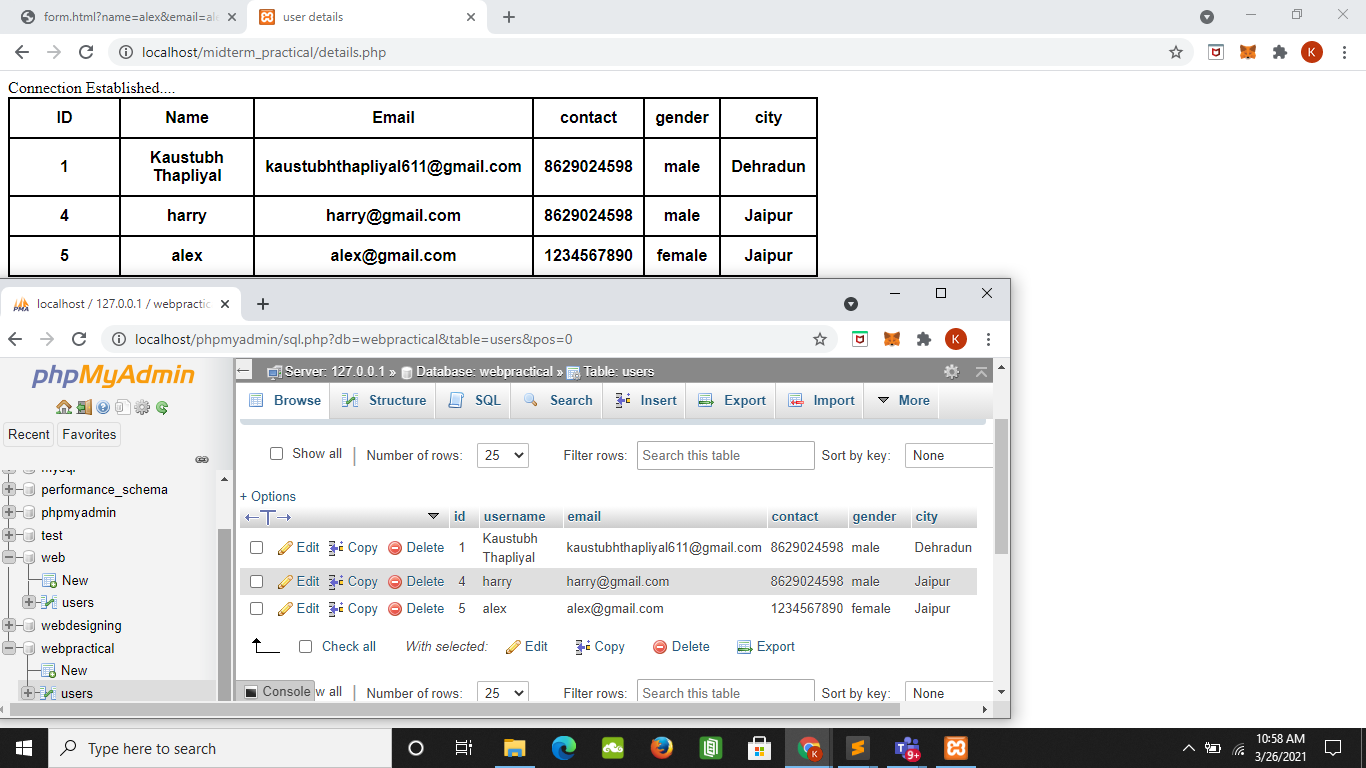 form.html?name=alex&email=al
user details
localhost/midterm_practical/details.php
K
Connection Established....
ID Name Email contact gender city
1 Kaustubh Thapliyal kaustubhthapliyal611@gmail.com 8629024598 male Dehradun
4 harry harry@gmail.com 8629024598 male Jaipur
5 alex alex@gmail.com 1234567890 female Jaipur
PMA localhost / 127.0.0.1 / webpractic
localhost/phpmyadmin/sql.php?db=webpractical&table=users&pos=0
K
phpMyAdmin
Recent Favorites
mysql
performance_schema
phpmyadmin
test
web
New
users
webdesigning
webpractical
New
users
Server: 127.0.0.1 » Database: webpractical » Table: users
Browse Structure SQL Search Insert Export Import More
Show all Number of rows: 25 Filter rows: Search this table Sort by key: None
+ Options
id username email contact gender city
Edit Copy Delete 1 Kaustubh Thapliyal kaustubhthapliyal611@gmail.com 8629024598 male Dehradun
Edit Copy Delete 4 harry harry@gmail.com 8629024598 male Jaipur
Edit Copy Delete 5 alex alex@gmail.com 1234567890 female Jaipur
Check all With selected: Edit Copy Delete Export
Console w all Number of rows: 25 Filter rows: Search this table Sort by key: None
Type here to search
K
9+
10:58 AM
3/26/2021